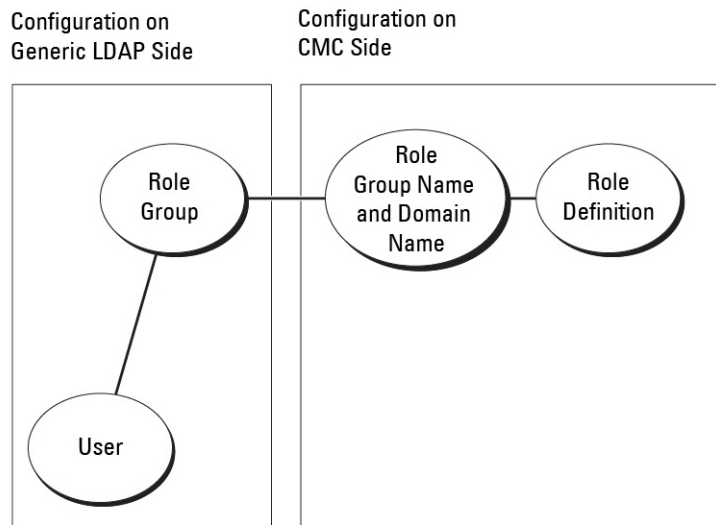 Configuration on
Generic LDAP Side
Configuration on
CMC Side
Role
Group
Role
Group Name
and Domain
Name
Role
Definition
User